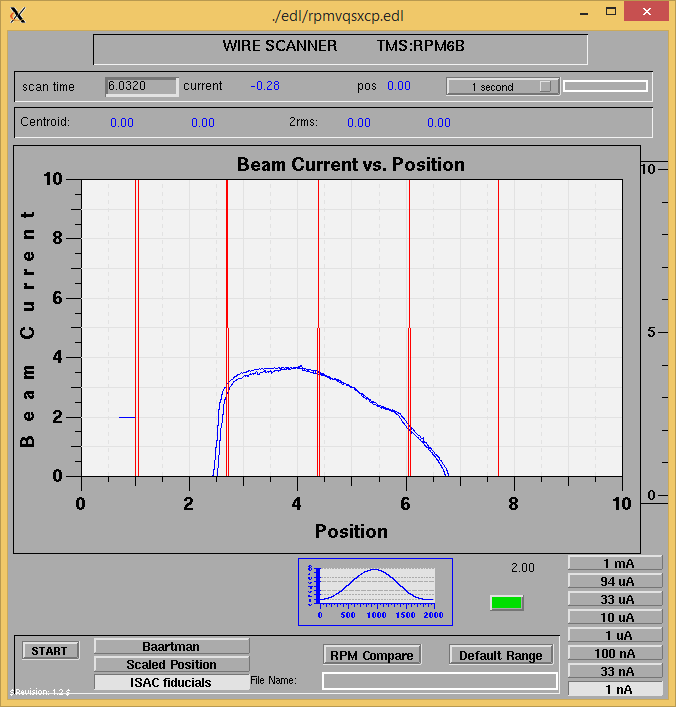 ./edl/rpmvqsxcp.edl
WIRE SCANNER TMS:RPM6B
scan time 6.0320 current -0.28 pos 0.00 1 second
Centroid: 0.00 0.00 2rms: 0.00 0.00
Beam Current vs. Position
10
8
6
4
2
0
Beam Current
10
5
0
0 2 4 6 8 10
Position
0 500 1000 1500 2000
2.00
1 mA
94 uA
33 uA
10 uA
1 uA
100 nA
33 nA
1 nA
START
Baartman
Scaled Position
ISAC fiducials
RPM Compare
Default Range
File Name:
$Revision: 1.2 $